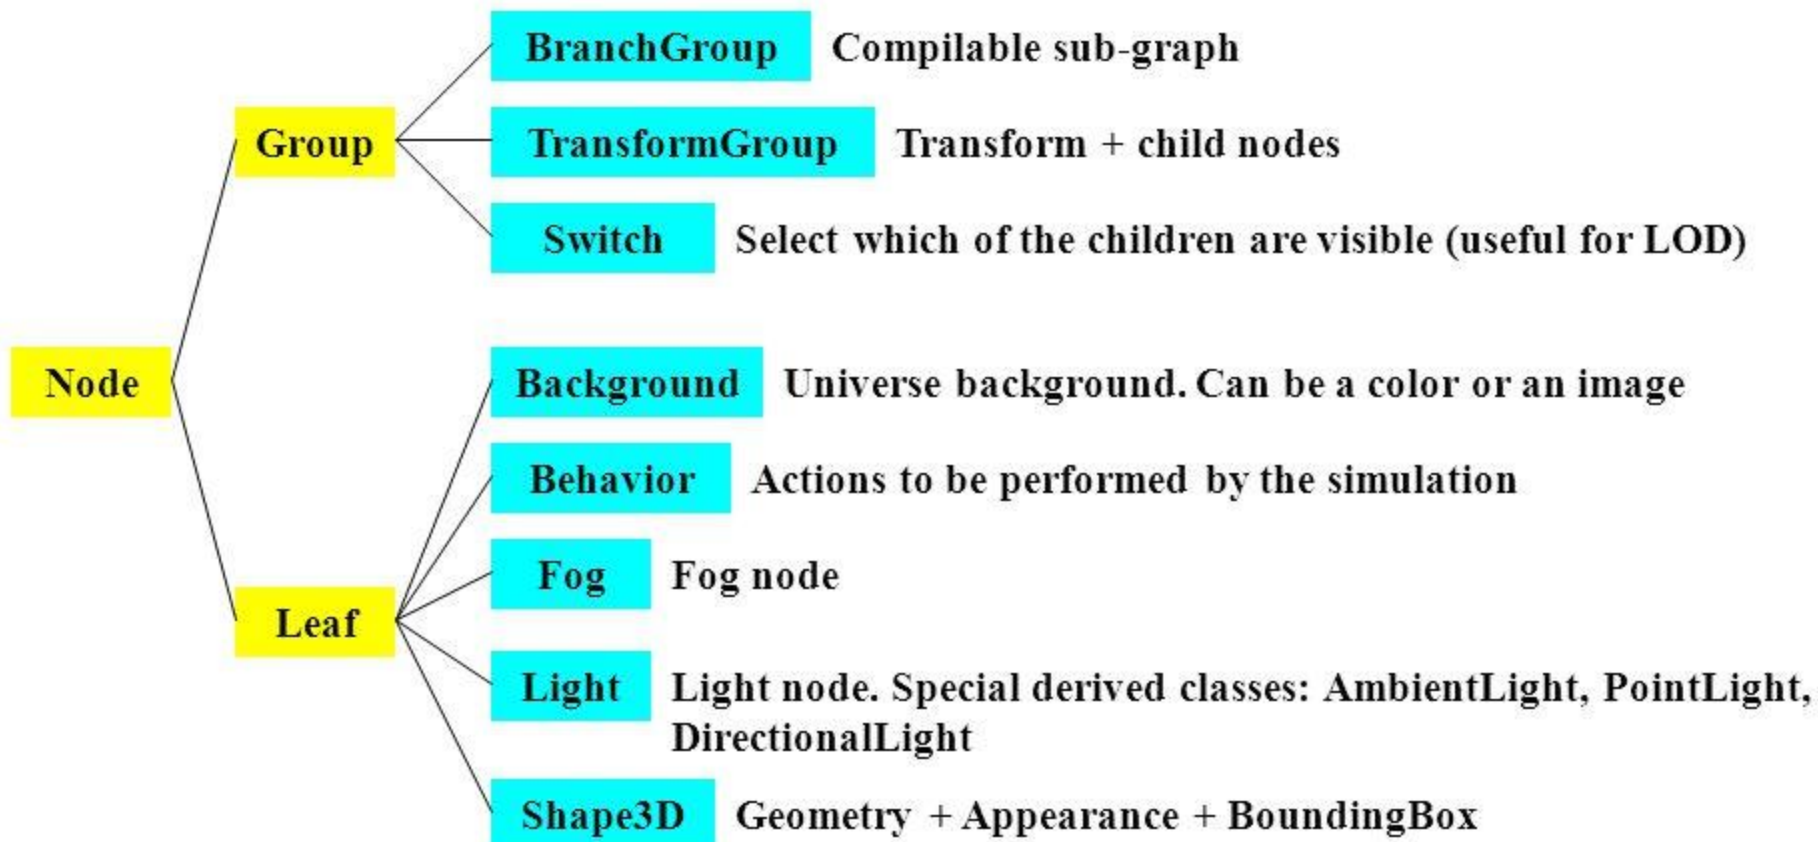 BranchGroup Compilable sub-graph
Group TransformGroup Transform + child nodes
Switch Select which of the children are visible (useful for LOD)
Node Background Universe background. Can be a color or an image
Behavior Actions to be performed by the simulation
Fog Fog node
Leaf
Light Light node. Special derived classes: AmbientLight, PointLight,
DirectionalLight
Shape3D Geometry + Appearance + BoundingBox